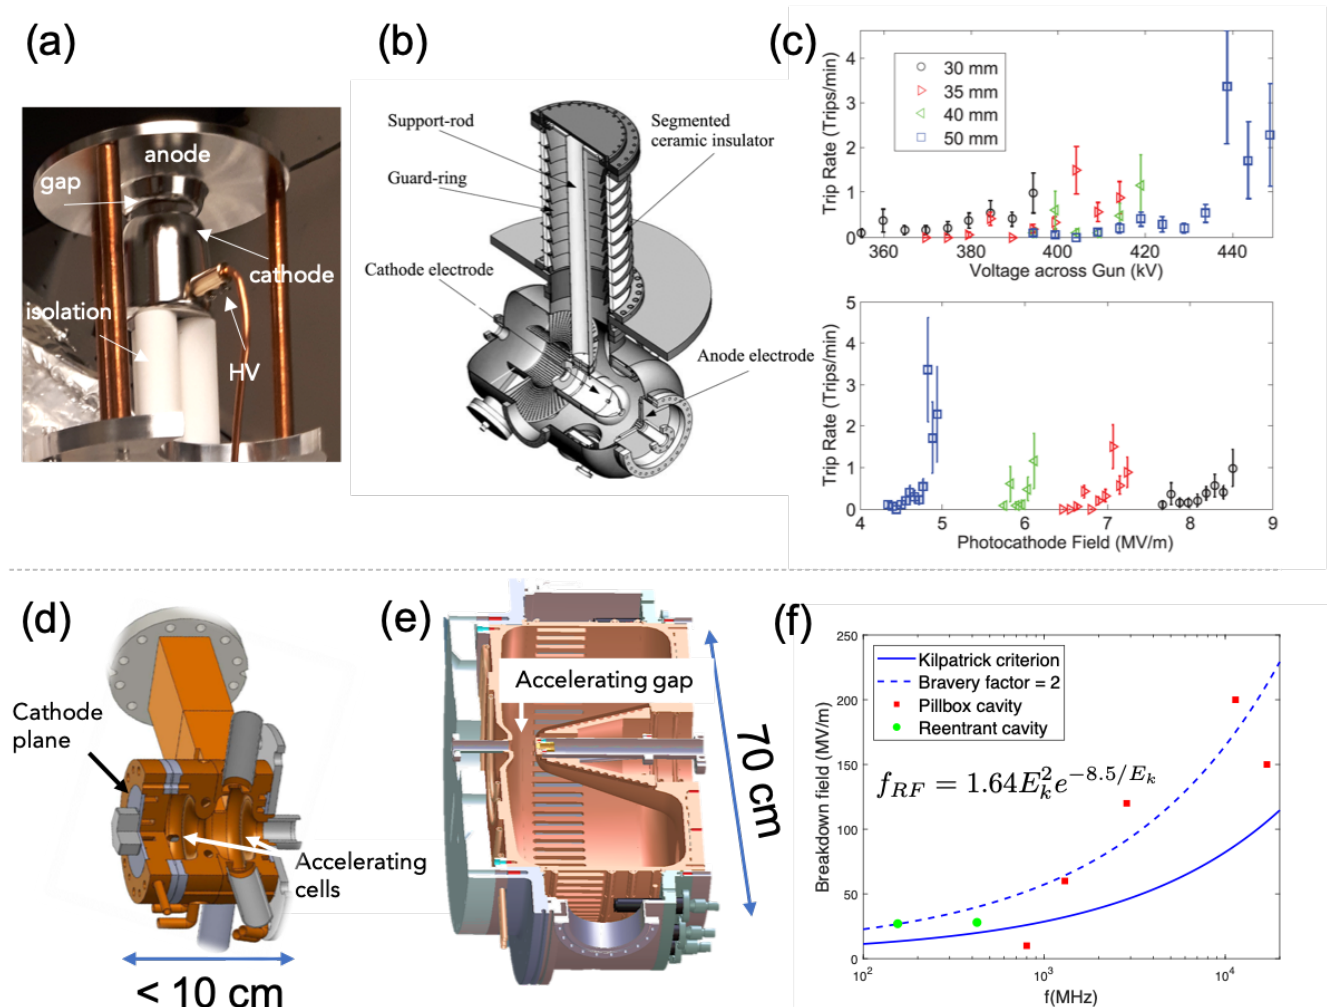 (a)
anode
gap
cathode
isolation
HV
(b)
Support-rod
Guard-ring
Segmented
ceramic insulator
Cathode electrode
Anode electrode
(c)
Trip Rate (Trips/min)
4
3
2
1
0
30 mm
35 mm
40 mm
50 mm
360
380
400
420
440
Voltage across Gun (kV)
Trip Rate (Trips/min)
5
4
3
2
1
0
4
5
6
7
8
9
Photocathode Field (MV/m)
(d)
Cathode
plane
Accelerating
cells
< 10 cm
(e)
Accelerating gap
70 cm
(f)
Breakdown field (MV/m)
250
200
150
100
50
0
Kilpatrick criterion
Bravery factor = 2
Pillbox cavity
Reentrant cavity
f_{RF} = 1.64E_k^2e^{-8.5/E_k}
10^2
10^3
10^4
f(MHz)